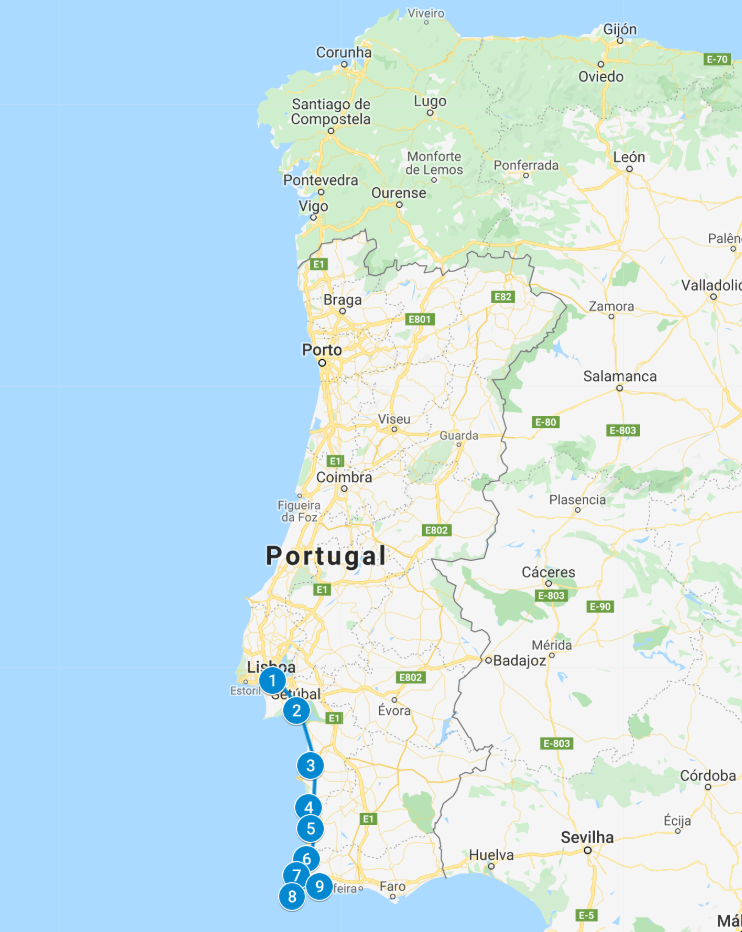 Viveiro
Gijón
Corunha
E-70
Oviedo
Santiago de
Compostela
Lugo
Monforte
de Lemos
Ponferrada
León
Pontevedra
Ourense
Vigo
Palên
E1
Valladolid
E82
Braga
Zamora
E801
Porto
Salamanca
Viseu
E-80
E-803
Guarda
E1
Coimbra
Plasencia
Figueira
da Foz
E802
Portugal
Cáceres
E1
E-803
E-90
Mérida
Lisboa
Badajoz
1
E802
Estoril
Setúbal
2
Évora
E1
E-803
3
Córdoba
4
E1
Écija
5
Sevilha
6
Huelva
7
9
feira
Faro
8
E-5
Mál